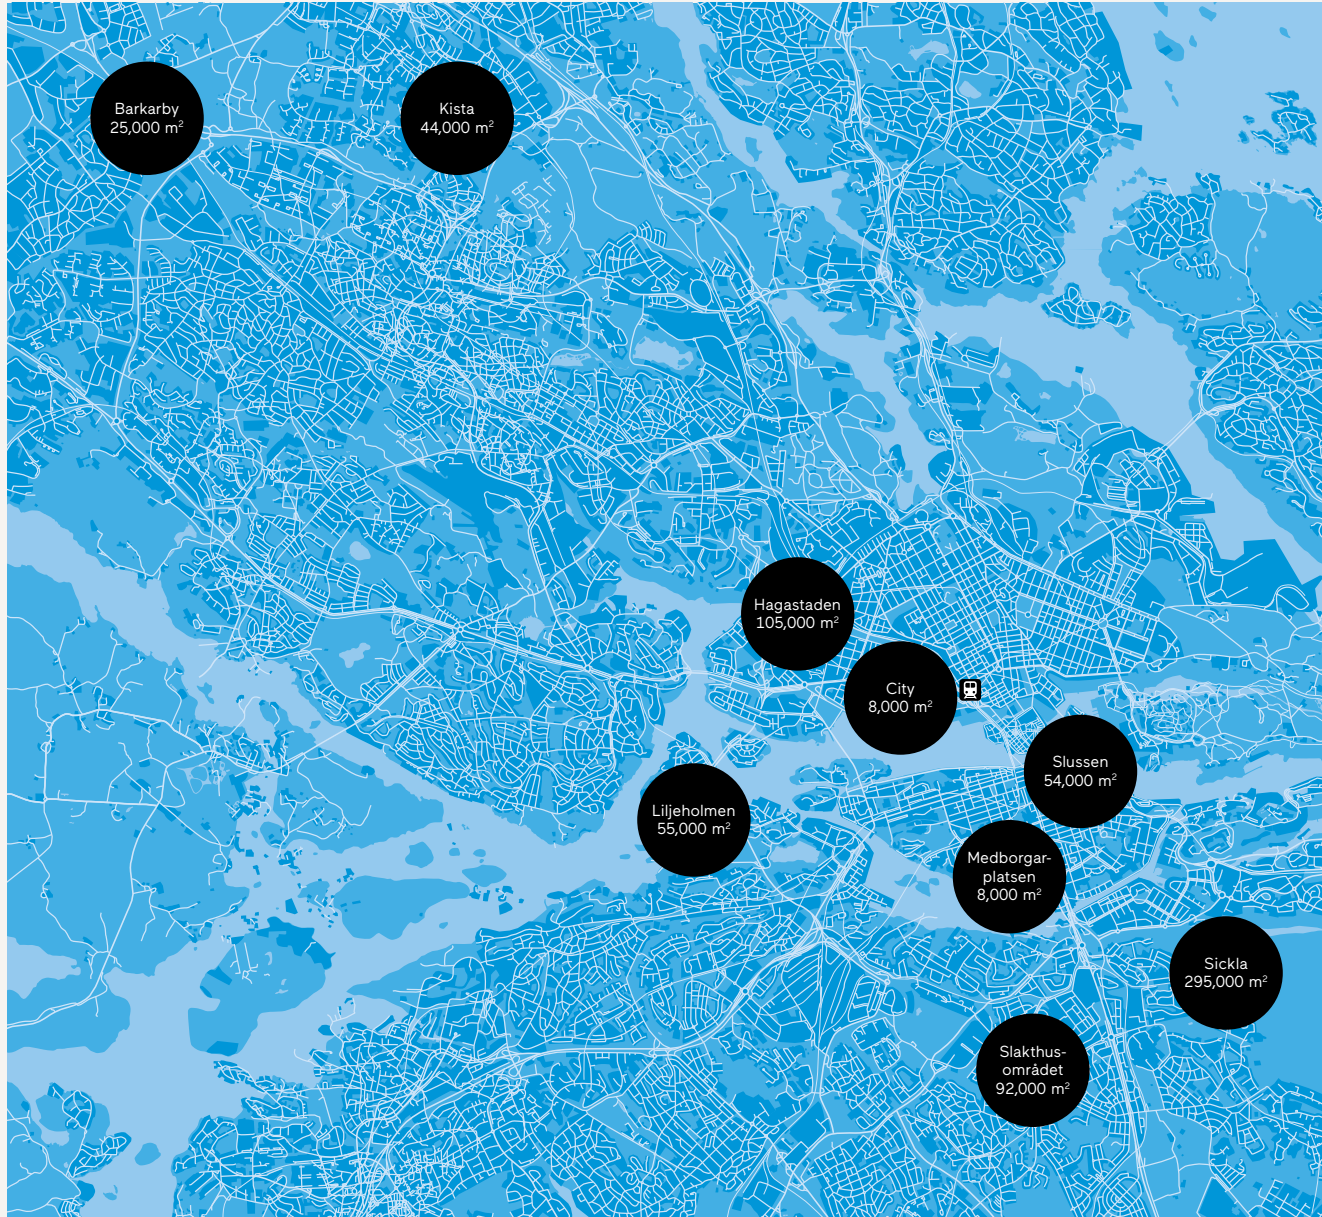 Barkarby
25,000 m²
Kista
44,000 m²
Hagastaden
105,000 m²
City
8,000 m²
Slussen
54,000 m²
Liljeholmen
55,000 m²
Medborgar-
platsen
8,000 m²
Sickla
295,000 m²
Slakthus-
området
92,000 m²